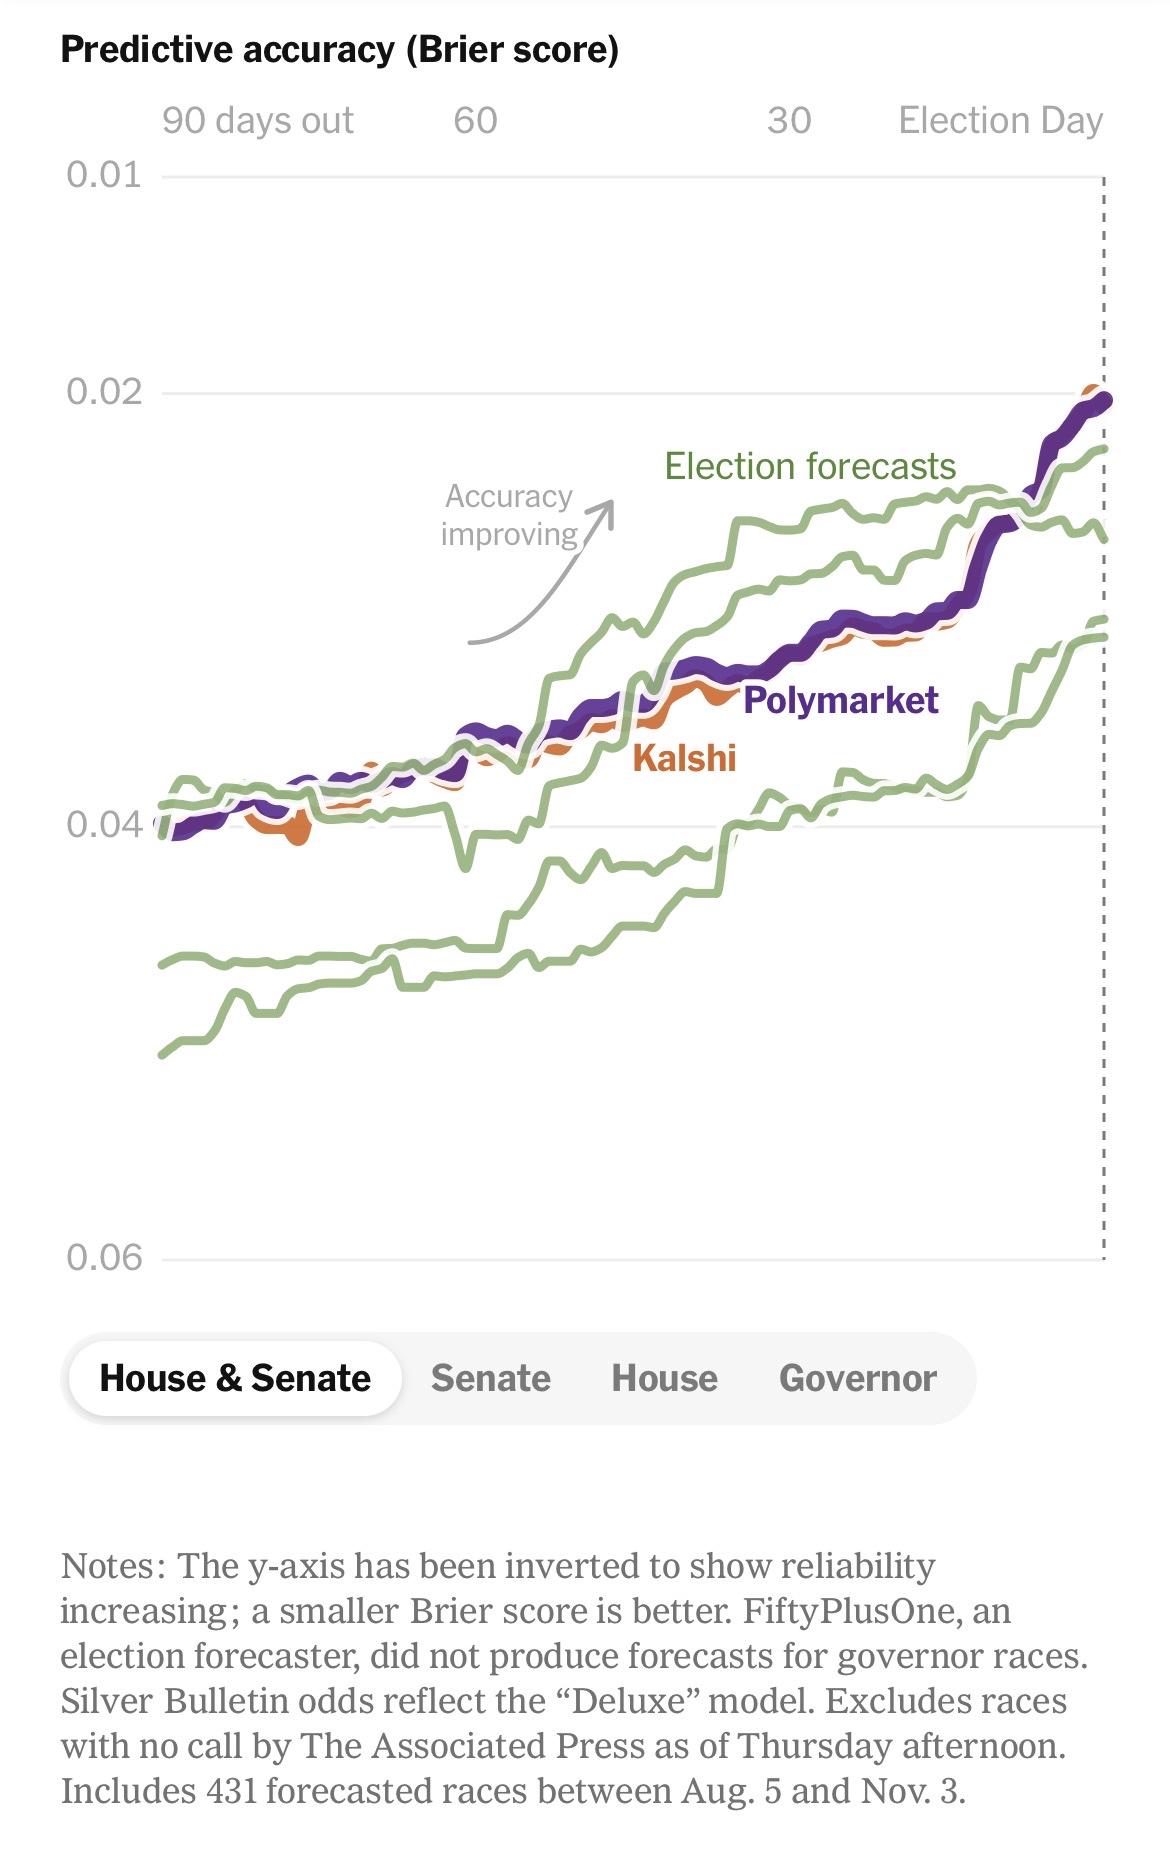 Predictive accuracy (Brier score)
90 days out 60 30 Election Day
0.01
0.02
Election forecasts
Accuracy
improving
Polymarket
Kalshi
0.04
0.06
House & Senate Senate House Governor
Notes: The y-axis has been inverted to show reliability
increasing; a smaller Brier score is better. FiftyPlusOne, an
election forecaster, did not produce forecasts for governor races.
Silver Bulletin odds reflect the “Deluxe” model. Excludes races
with no call by The Associated Press as of Thursday afternoon.
Includes 431 forecasted races between Aug. 5 and Nov. 3.